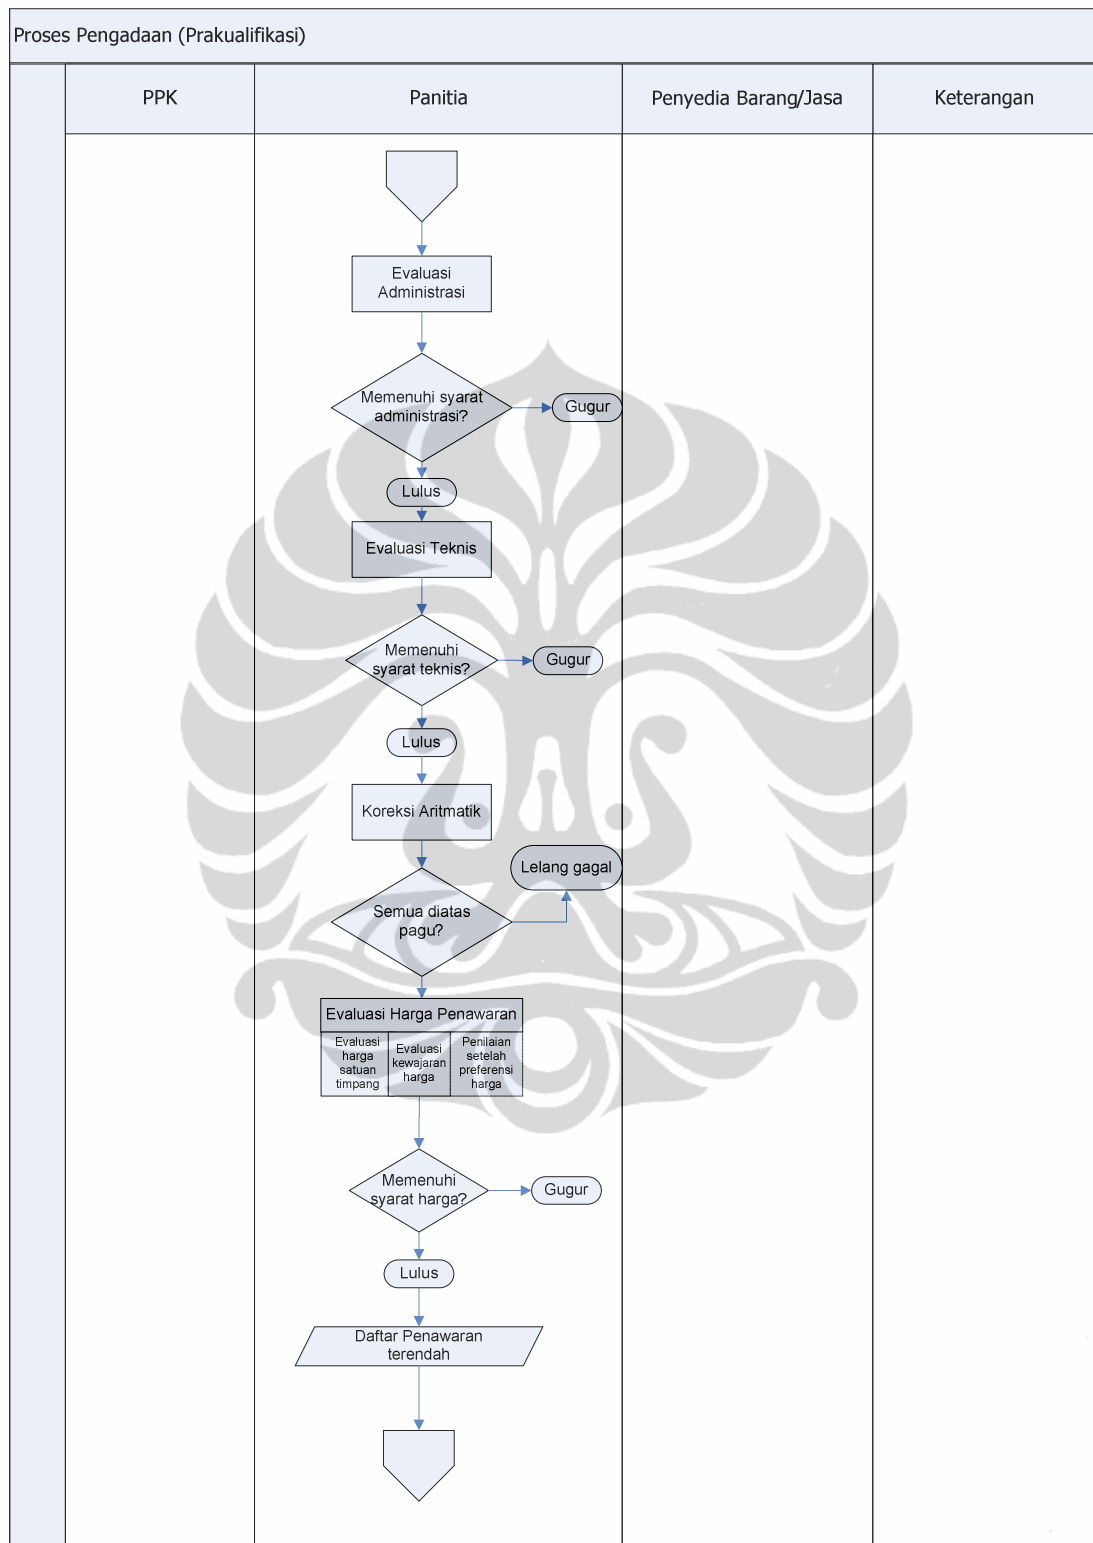 Proses Pengadaan (Prakualifikasi)
PPK
Panitia
Penyedia Barang/Jasa
Keterangan
Evaluasi
Administrasi
Memenuhi syarat
administrasi?
Gugur
Lulus
Evaluasi Teknis
Memenuhi
syarat teknis?
Gugur
Lulus
Koreksi Aritmatik
Lelang gagal
Semua diatas
pagu?
Evaluasi Harga Penawaran
Evaluasi
harga
satuan
timpang
Evaluasi
kewajaran
harga
Penilaian
setelah
preferensi
harga
Memenuhi
syarat harga?
Gugur
Lulus
Daftar Penawaran
terendah